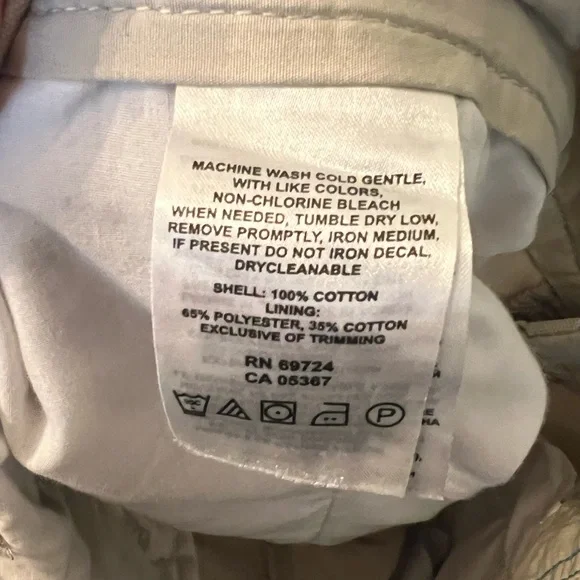 MACHINE WASH COLD GENTLE,
WITH LIKE COLORS,
NON-CHLORINE BLEACH
WHEN NEEDED, TUMBLE DRY LOW,
REMOVE PROMPTLY, IRON MEDIUM,
IF PRESENT DO NOT IRON DECAL,
DRYCLEANABLE
SHELL: 100% COTTON
LINING:
65% POLYESTER, 35% COTTON
EXCLUSIVE OF TRIMMING
RN 69724
CA 05367
P